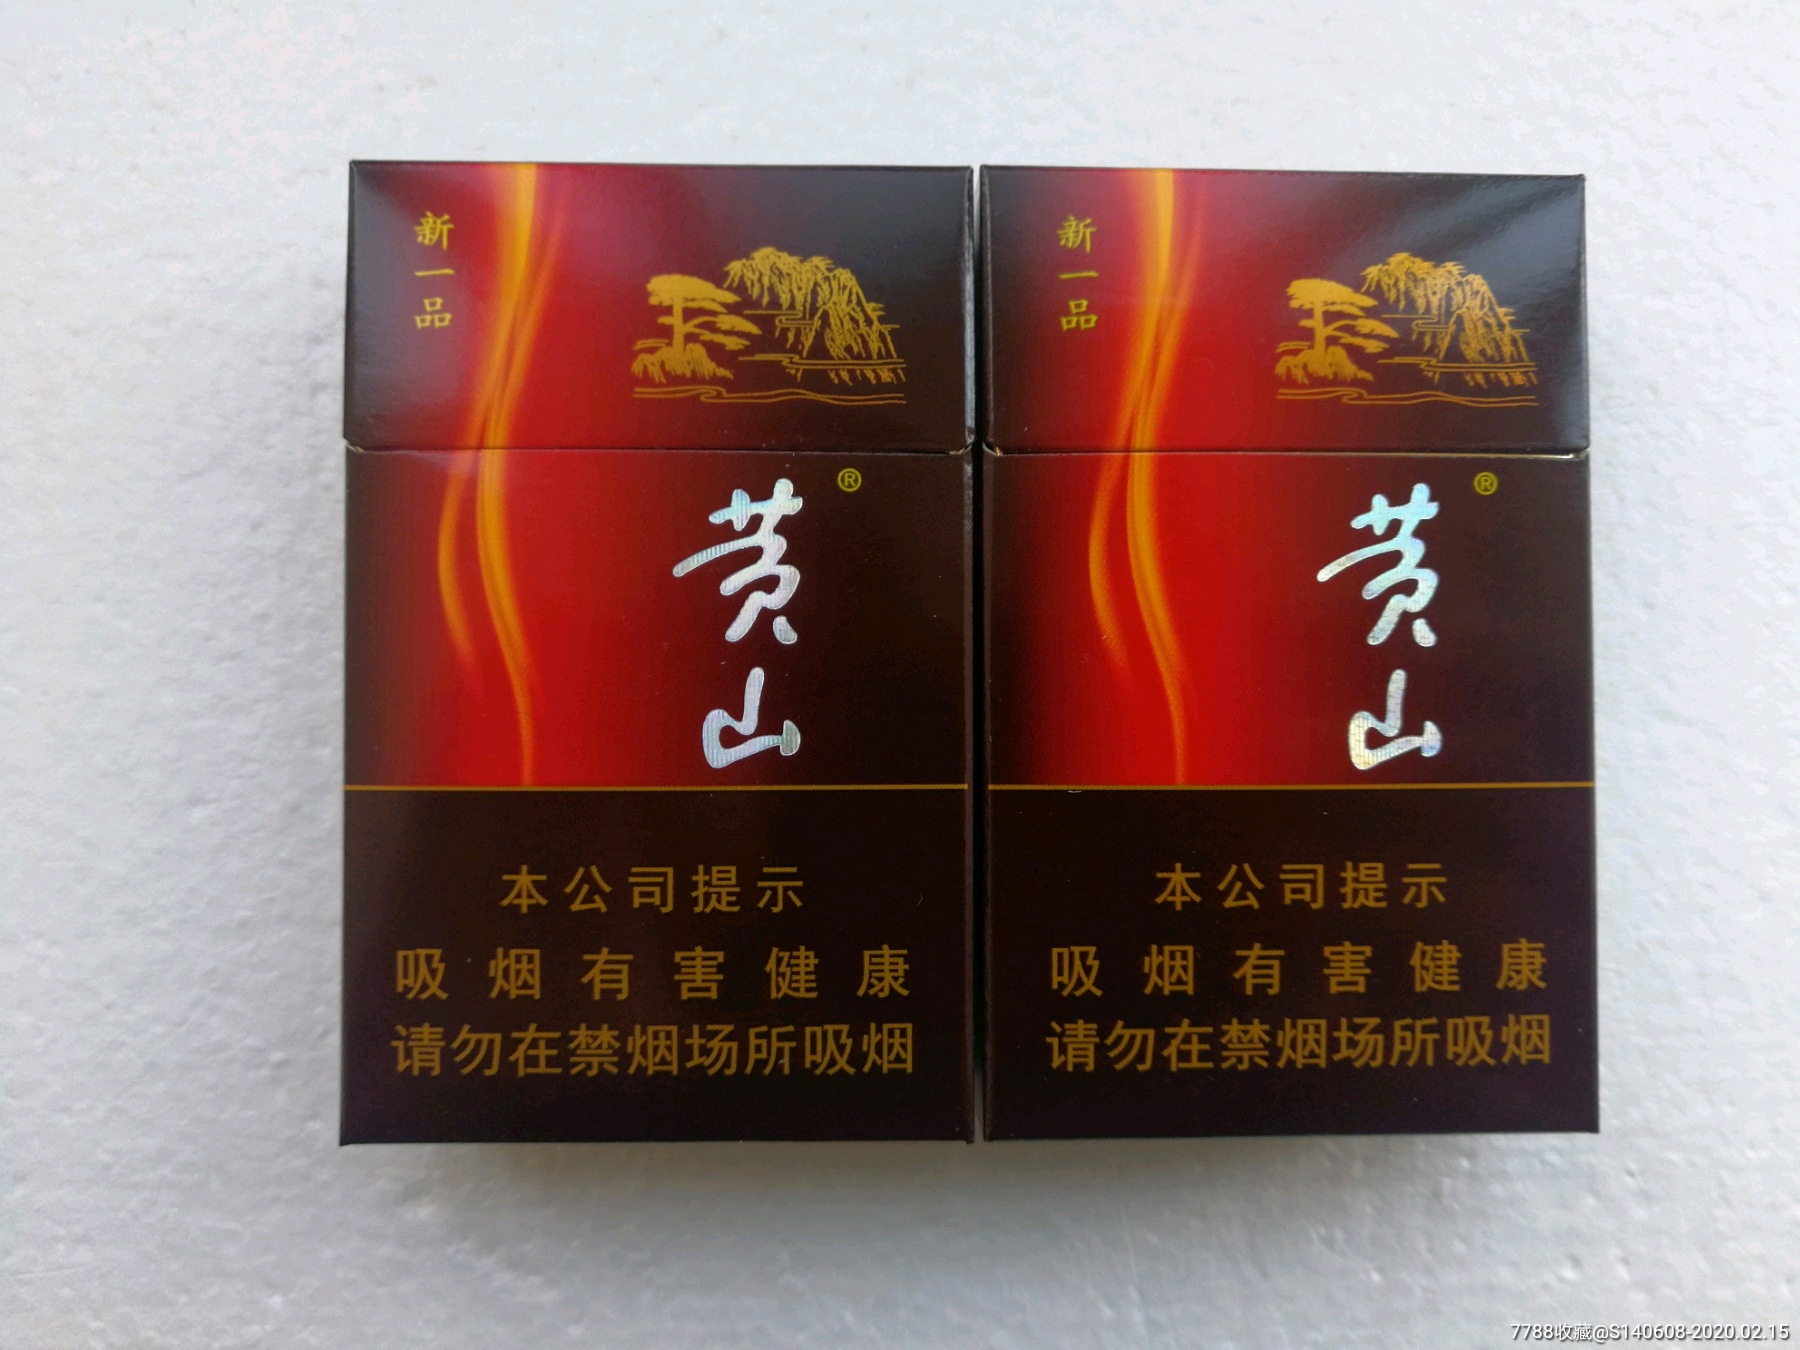 新一品
®
黄山
本公司提示
吸烟有害健康
请勿在禁烟场所吸烟
新一品
®
黄山
本公司提示
吸烟有害健康
请勿在禁烟场所吸烟
7788收藏@S140608-2020.02.15